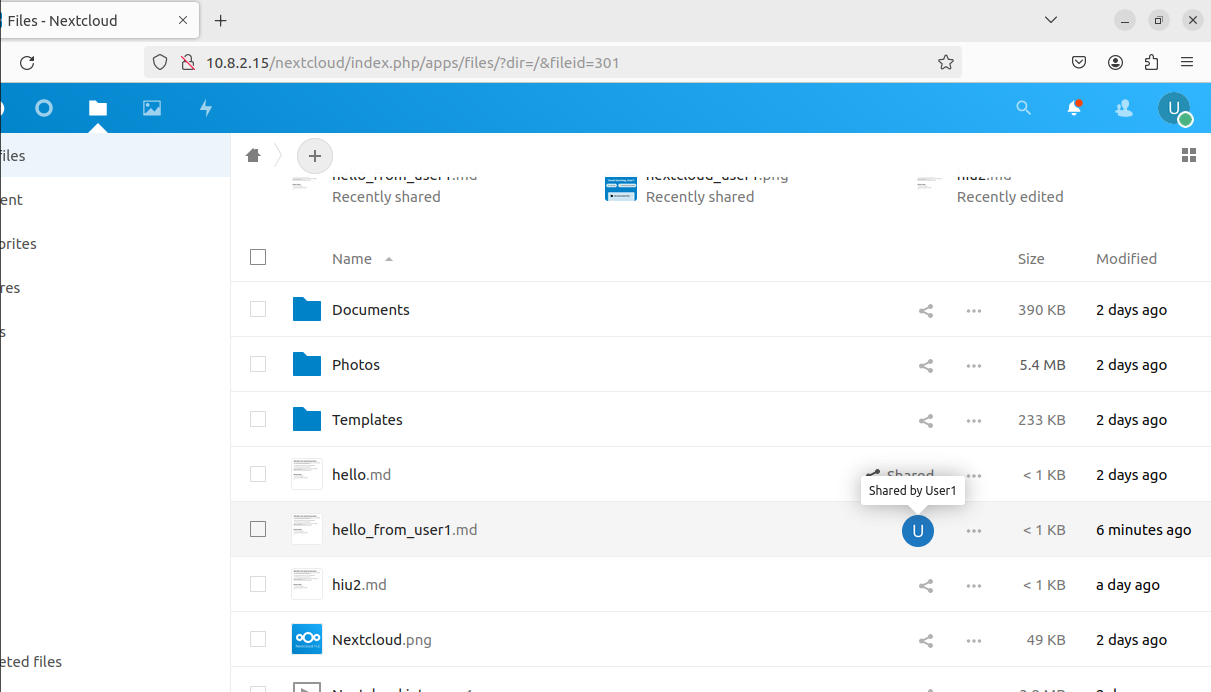 Files - Nextcloud
10.8.2.15/nextcloud/index.php/apps/files/?dir=/&fileid=301
U
files
ent
orites
res
s
eted files
hello_from_user1.md
Recently shared
nextcloud_user1.png
Recently shared
hiu2.md
Recently edited
Name Size Modified
Documents 390 KB 2 days ago
Photos 5.4 MB 2 days ago
Templates 233 KB 2 days ago
hello.md Shared < 1 KB 2 days ago
Shared by User1
hello_from_user1.md U < 1 KB 6 minutes ago
hiu2.md < 1 KB a day ago
Nextcloud.png 49 KB 2 days ago